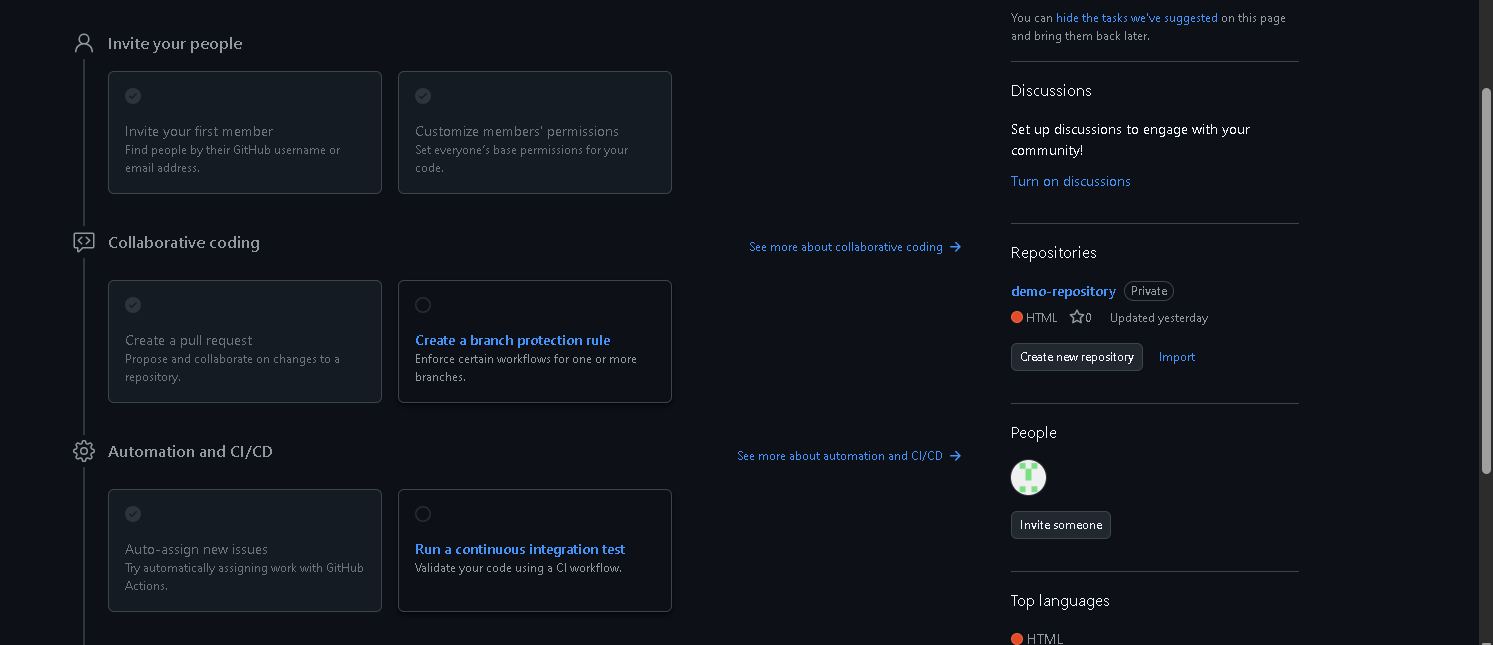 Invite your people
Invite your first member
Find people by their GitHub username or
email address.
Customize members' permissions
Set everyone's base permissions for your
code.
Collaborative coding
See more about collaborative coding →
Create a pull request
Propose and collaborate on changes to a
repository.
Create a branch protection rule
Enforce certain workflows for one or more
branches.
Automation and CI/CD
See more about automation and CI/CD →
Auto-assign new issues
Try automatically assigning work with GitHub
Actions.
Run a continuous integration test
Validate your code using a CI workflow.
You can hide the tasks we've suggested on this page
and bring them back later.
Discussions
Set up discussions to engage with your
community!
Turn on discussions
Repositories
demo-repository Private
HTML 0 Updated yesterday
Create new repository Import
People
Invite someone
Top languages
HTML